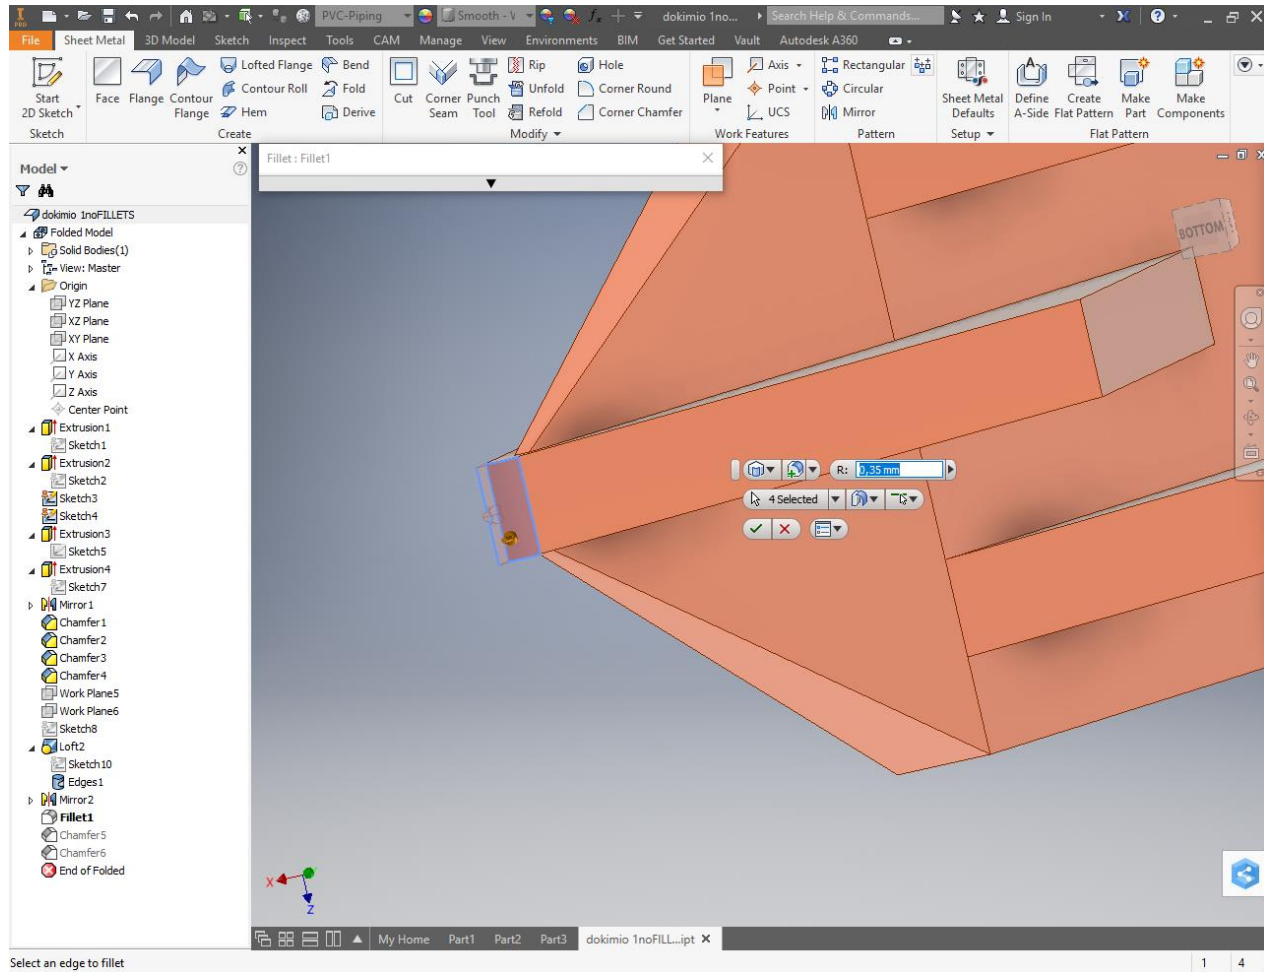 I PRO PVC-Piping Smooth - V fx dokimio 1no... Search Help & Commands... Sign In
File Sheet Metal 3D Model Sketch Inspect Tools CAM Manage View Environments BIM Get Started Vault Autodesk A360
Start 2D Sketch
Face
Flange
Contour Flange
Lofted Flange
Contour Roll
Hem
Bend
Fold
Derive
Cut
Corner Seam
Punch Tool
Rip
Unfold
Refold
Hole
Corner Round
Corner Chamfer
Plane
Axis
Point
UCS
Rectangular
Circular
Mirror
Sheet Metal Defaults
Define A-Side
Create Flat Pattern
Make Part
Make Components
Sketch Create Modify Work Features Pattern Setup Flat Pattern
Model
Fillet : Fillet1
dokimio 1noFILLETS
Folded Model
Solid Bodies(1)
View: Master
Origin
YZ Plane
XZ Plane
XY Plane
X Axis
Y Axis
Z Axis
Center Point
Extrusion1
Sketch1
Extrusion2
Sketch2
Sketch3
Sketch4
Extrusion3
Sketch5
Extrusion4
Sketch7
Mirror1
Chamfer1
Chamfer2
Chamfer3
Chamfer4
Work Plane5
Work Plane6
Sketch8
Loft2
Sketch10
Edges1
Mirror2
Fillet1
Chamfer5
Chamfer6
End of Folded
BOTTOM
R: 0,35 mm
4 Selected
X
Z
My Home Part1 Part2 Part3 dokimio 1noFILL...ipt
Select an edge to fillet 1 4